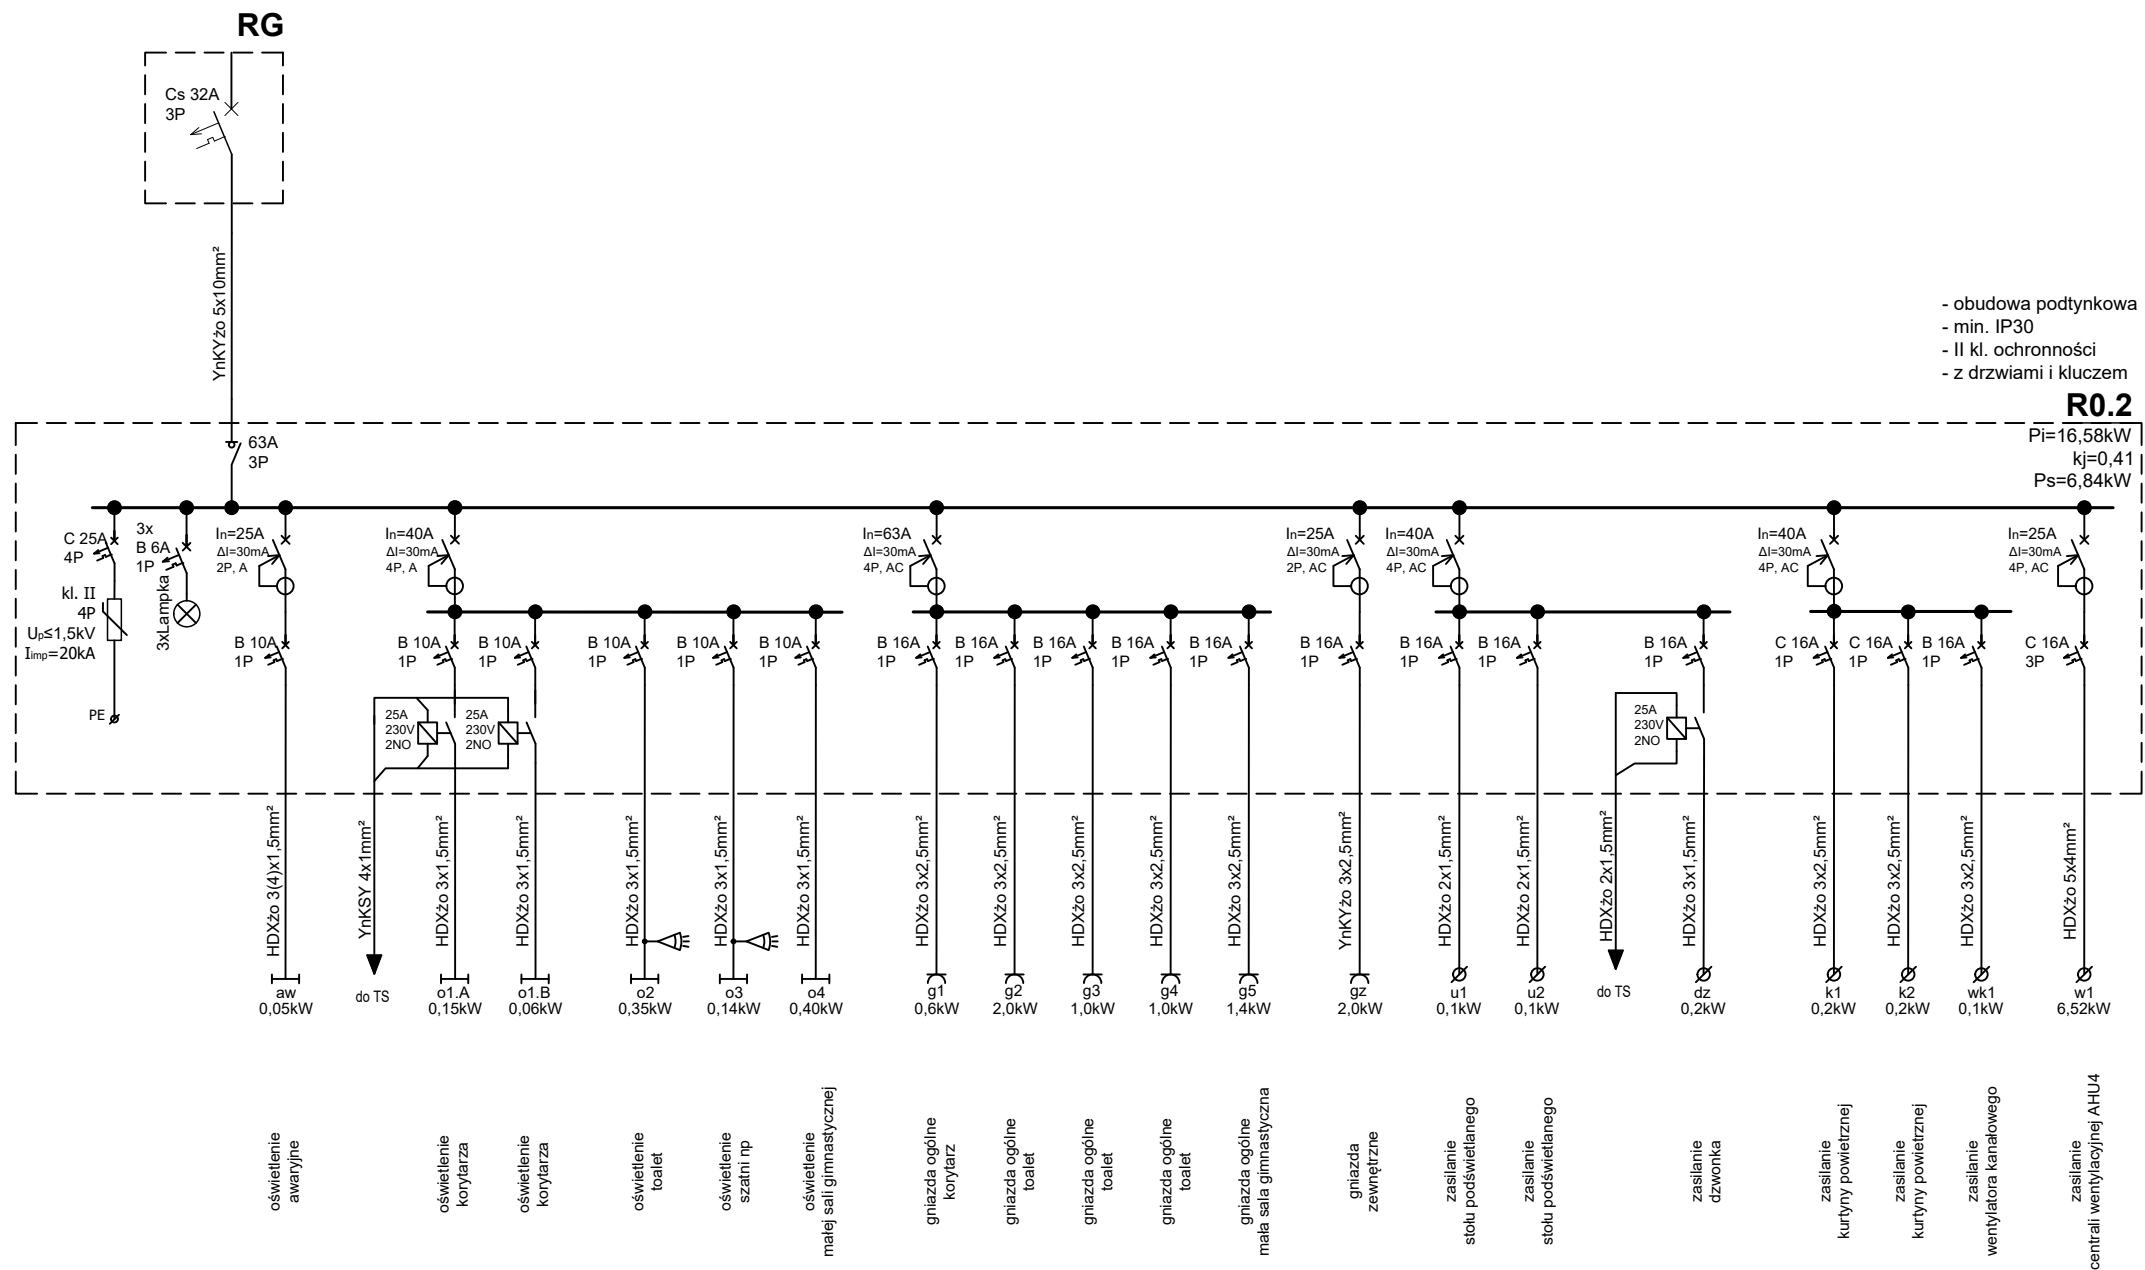 RG
Cs 32A
3P
YnKYżo 5x10mm²
- obudowa podtynkowa
- min. IP30
- II kl. ochronności
- z drzwiami i kluczem
R0.2
Pi=16,58kW
kj=0,41
Ps=6,84kW
63A
3P
C 25A
4P
kl. II
4P
Up≤1,5kV
Iimp=20kA
PE
3x
B 6A
1P
3xLampka
In=25A
ΔI=30mA
2P, A
B 10A
1P
In=40A
ΔI=30mA
4P, A
B 10A
1P
B 10A
1P
B 10A
1P
B 10A
1P
B 10A
1P
25A
230V
2NO
25A
230V
2NO
In=63A
ΔI=30mA
4P, AC
B 16A
1P
B 16A
1P
B 16A
1P
B 16A
1P
B 16A
1P
In=25A
ΔI=30mA
2P, AC
B 16A
1P
In=40A
ΔI=30mA
4P, AC
B 16A
1P
B 16A
1P
B 16A
1P
25A
230V
2NO
In=40A
ΔI=30mA
4P, AC
C 16A
1P
C 16A
1P
B 16A
1P
In=25A
ΔI=30mA
4P, AC
C 16A
3P
HDXżo 3(4)x1,5mm²
YnKSY 4x1mm²
HDXżo 3x1,5mm²
HDXżo 3x1,5mm²
HDXżo 3x1,5mm²
HDXżo 3x1,5mm²
HDXżo 3x1,5mm²
HDXżo 3x2,5mm²
HDXżo 3x2,5mm²
HDXżo 3x2,5mm²
HDXżo 3x2,5mm²
HDXżo 3x2,5mm²
YnKYżo 3x2,5mm²
HDXżo 2x1,5mm²
HDXżo 2x1,5mm²
HDXżo 2x1,5mm²
HDXżo 3x1,5mm²
HDXżo 3x2,5mm²
HDXżo 3x2,5mm²
HDXżo 3x2,5mm²
HDXżo 5x4mm²
aw
0,05kW
do TS
o1.A
0,15kW
o1.B
0,06kW
o2
0,35kW
o3
0,14kW
o4
0,40kW
g1
0,6kW
g2
2,0kW
g3
1,0kW
g4
1,0kW
g5
1,4kW
gz
2,0kW
u1
0,1kW
u2
0,1kW
do TS
dz
0,2kW
k1
0,2kW
k2
0,2kW
wk1
0,1kW
w1
6,52kW
oświetlenie
awaryjne
oświetlenie
korytarza
oświetlenie
korytarza
oświetlenie
toalet
oświetlenie
szatni np
oświetlenie
małej sali gimnastycznej
gniazda ogólne
korytarz
gniazda ogólne
toalet
gniazda ogólne
toalet
gniazda ogólne
toalet
gniazda ogólne
mała sala gimnastyczna
gniazda
zewnętrzne
zasilanie
stołu podświetlanego
zasilanie
stołu podświetlanego
zasilanie
dzwonka
zasilanie
kurtyny powietrznej
zasilanie
kurtyny powietrznej
zasilanie
wentylatora kanałowego
zasilanie
centrali wentylacyjnej AHU4